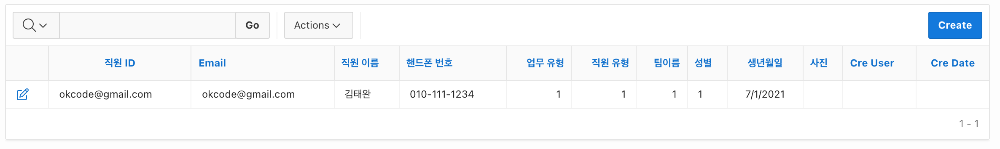 Go Actions Create
직원 ID Email 직원 이름 핸드폰 번호 업무 유형 직원 유형 팀이름 성별 생년월일 사진 Cre User Cre Date
okcode@gmail.com okcode@gmail.com 김태완 010-111-1234 1 1 1 1 7/1/2021
1 - 1